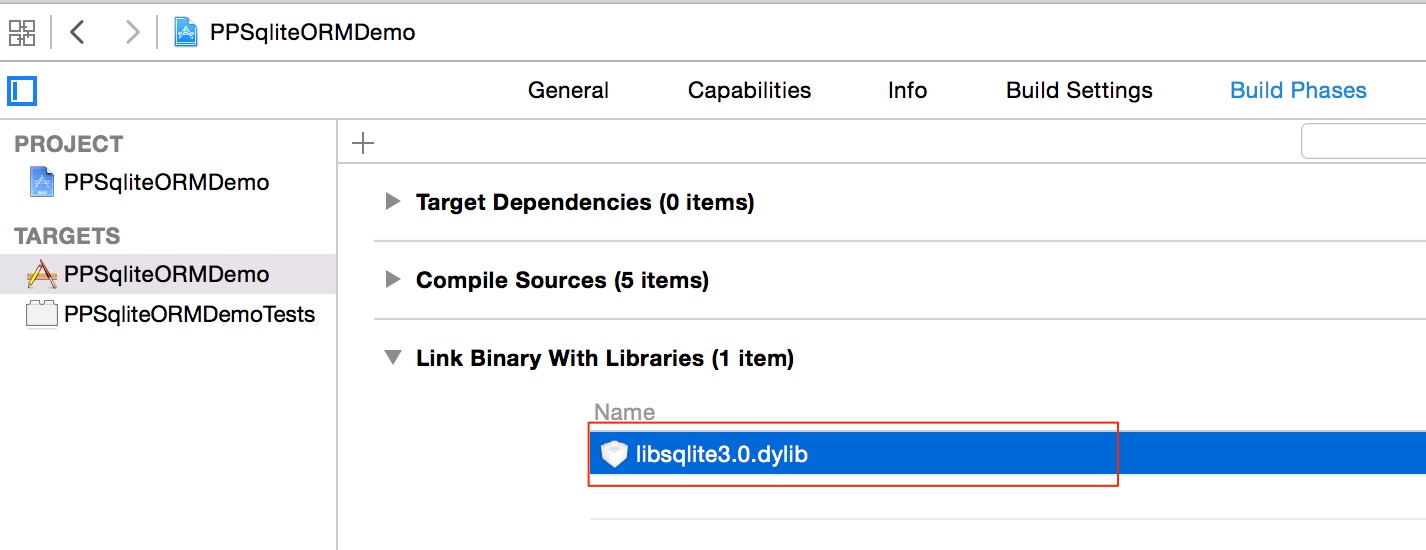 PPSqliteORMDemo
General Capabilities Info Build Settings Build Phases
PROJECT
PPSqliteORMDemo
TARGETS
PPSqliteORMDemo
PPSqliteORMDemoTests
Target Dependencies (0 items)
Compile Sources (5 items)
Link Binary With Libraries (1 item)
Name
libsqlite3.0.dylib